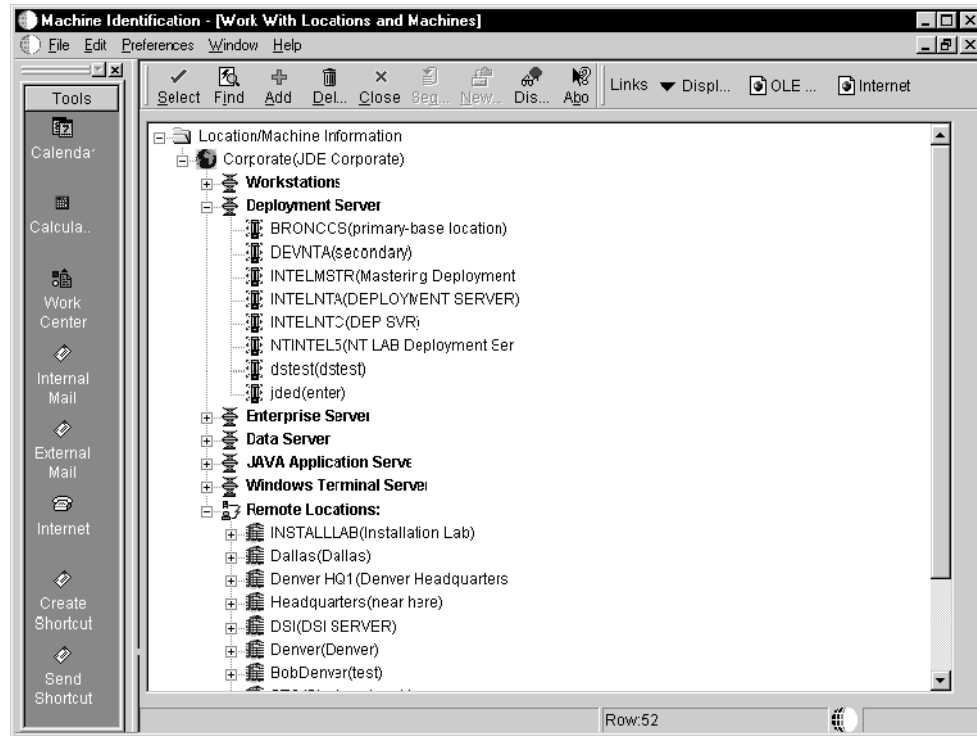 Machine Identification - [Work With Locations and Machines]
File Edit Preferences Window Help
Select Find Add Del... Close Seq... New... Dis... Abo Links Displ... OLE ... Internet
Tools
Calendar
Calcula..
Work
Center
Internal
Mail
External
Mail
Internet
Create
Shortcut
Send
Shortcut
Location/Machine Information
Corporate(JDE Corporate)
Workstations
Deployment Server
BRONCOS(primary-base location)
DEVNTA(secondary)
INTELMSTR(Mastering Deployment
INTELNTA(DEPLOYMENT SERVER)
INTELNTC(DEP SVR)
NTINTEL5(NT LAB Deployment Ser
dstest(dstest)
jded(enter)
Enterprise Server
Data Server
JAVA Application Serve
Windows Terminal Server
Remote Locations:
INSTALLLAB(Installation Lab)
Dallas(Dallas)
Denver HQ1(Denver Headquarters
Headquarters(near here)
DSI(DSI SERVER)
Denver(Denver)
BobDenver(test)
Row:52